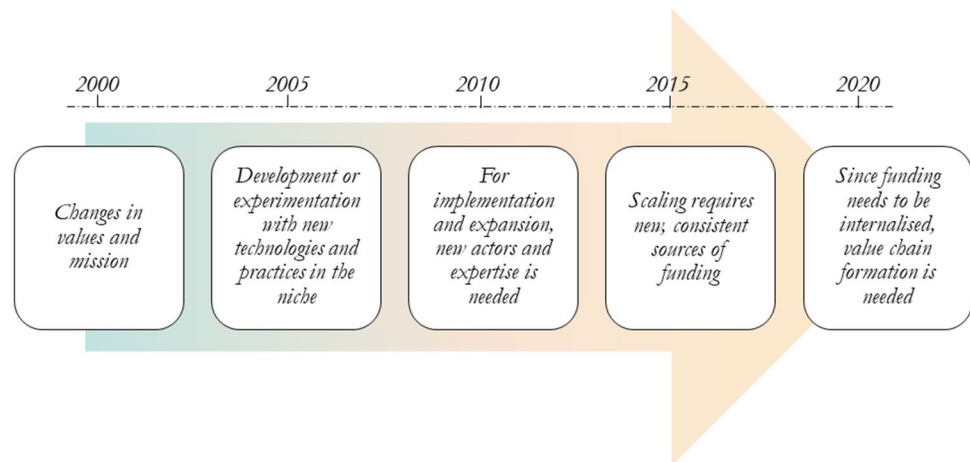 2000 2005 2010 2015 2020
Changes in
values and
mission
Development or
experimentation
with new
technologies and
practices in the
niche
For
implementation
and expansion,
new actors and
expertise is
needed
Scaling requires
new, consistent
sources of
funding
Since funding
needs to be
internalised,
value chain
formation is
needed